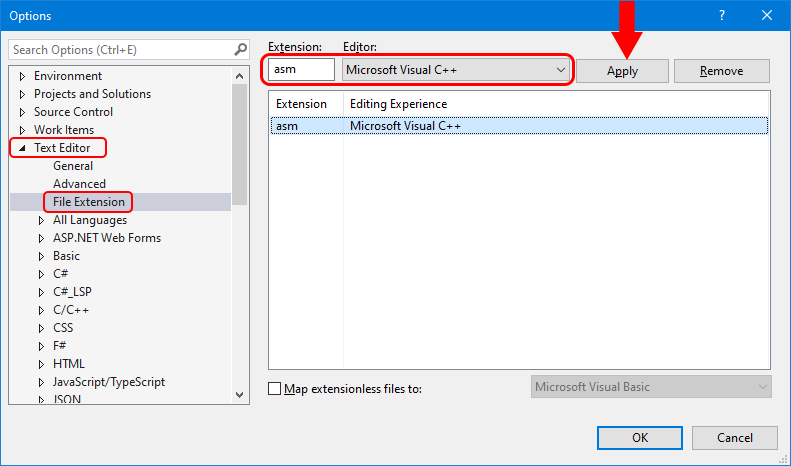 Options
?
Search Options (Ctrl+E)
Environment
Projects and Solutions
Source Control
Work Items
Text Editor
General
Advanced
File Extension
All Languages
ASP.NET Web Forms
Basic
C#
C#_LSP
C/C++
CSS
F#
HTML
JavaScript/TypeScript
JSON
Extension: Editor:
asm Microsoft Visual C++ Apply Remove
Extension Editing Experience
asm Microsoft Visual C++
Map extensionless files to: Microsoft Visual Basic
OK Cancel